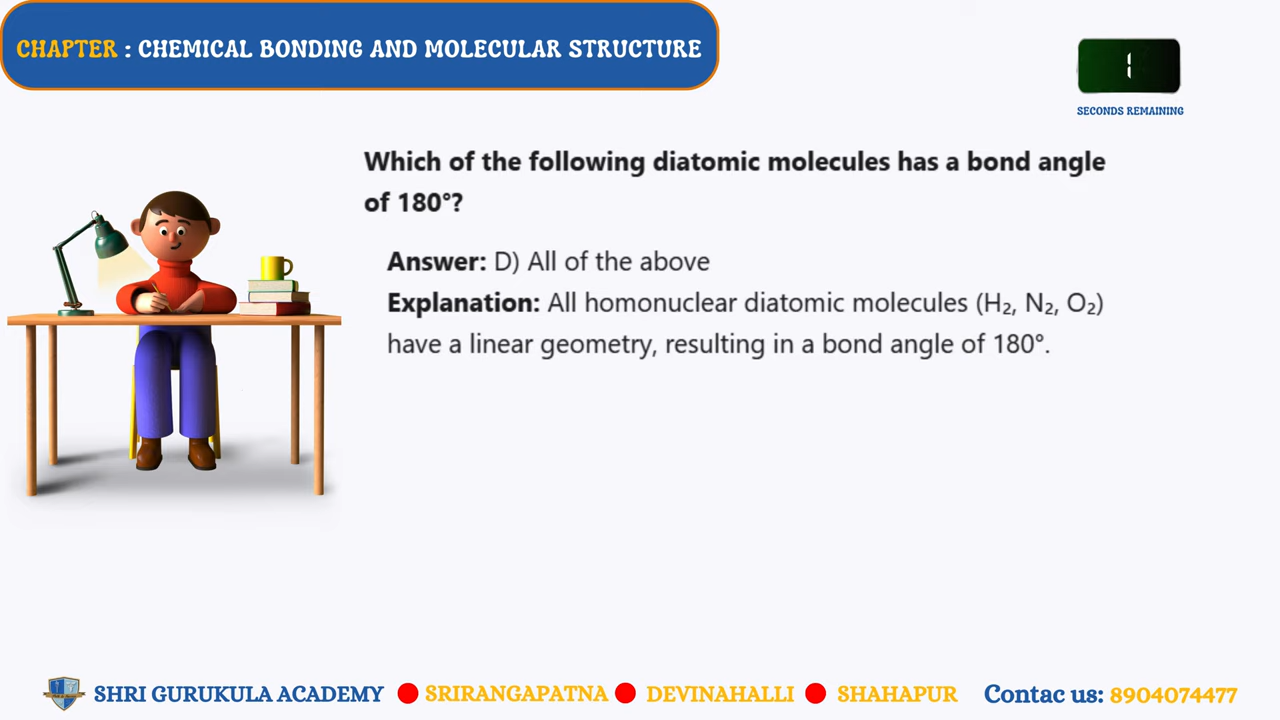 CHAPTER : CHEMICAL BONDING AND MOLECULAR STRUCTURE
1
SECONDS REMAINING
Which of the following diatomic molecules has a bond angle
of 180°?
Answer: D) All of the above
Explanation: All homonuclear diatomic molecules (H₂, N₂, O₂)
have a linear geometry, resulting in a bond angle of 180°.
SHRI GURUKULA ACADEMY SRIRANGAPATNA DEVINAHALLI SHAHAPUR Contac us: 8904074477